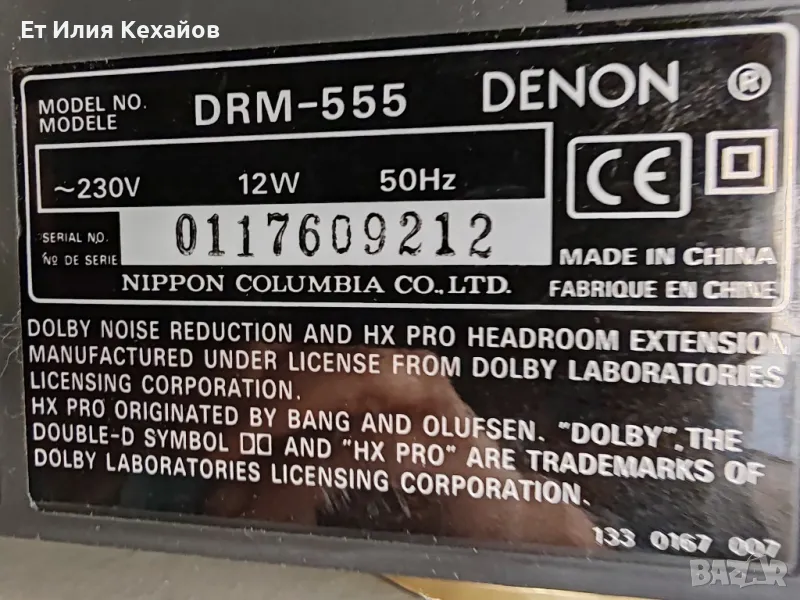 Ет Илия Кехайов
MODEL NO. DRM-555 DENON ®
MODELE
~230V 12W 50Hz CE
SERIAL NO. 0117609212 MADE IN CHINA
Nº DE SERIE
NIPPON COLUMBIA CO.,LTD. FABRIQUE EN CHINE
DOLBY NOISE REDUCTION AND HX PRO HEADROOM EXTENSION
MANUFACTURED UNDER LICENSE FROM DOLBY LABORATORIES
LICENSING CORPORATION.
HX PRO ORIGINATED BY BANG AND OLUFSEN. "DOLBY", THE
DOUBLE-D SYMBOL AND "HX PRO" ARE TRADEMARKS OF
DOLBY LABORATORIES LICENSING CORPORATION.
133 0167 007
BAZAR